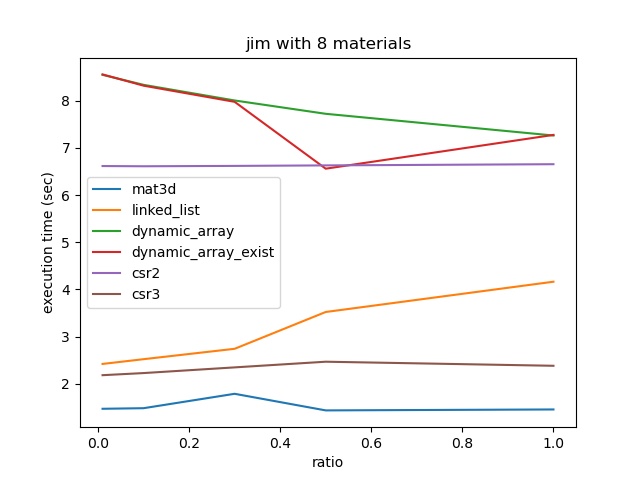 jim with 8 materials
execution time (sec)
8
7
6
5
4
3
2
mat3d
linked_list
dynamic_array
dynamic_array_exist
csr2
csr3
0.0 0.2 0.4 0.6 0.8 1.0
ratio